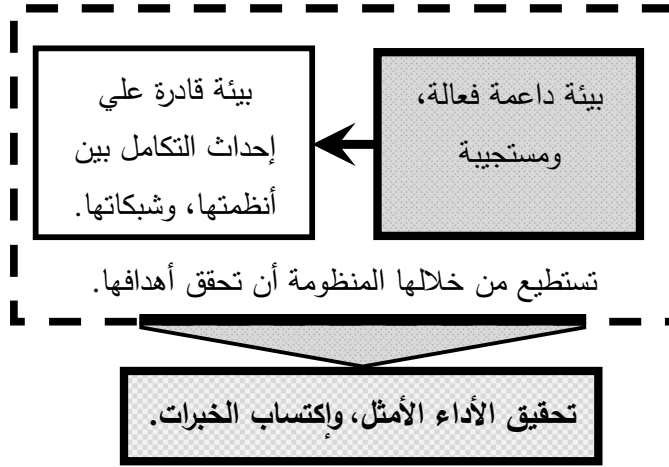 بيئة داعمة فعالة،
ومستجيبة
بيئة قادرة علي
إحداث التكامل بين
أنظمتها، وشبكاتها.
تستطيع من خلالها المنظومة أن تحقق أهدافها.
تحقيق الأداء الأمثل، وإكتساب الخبرات.